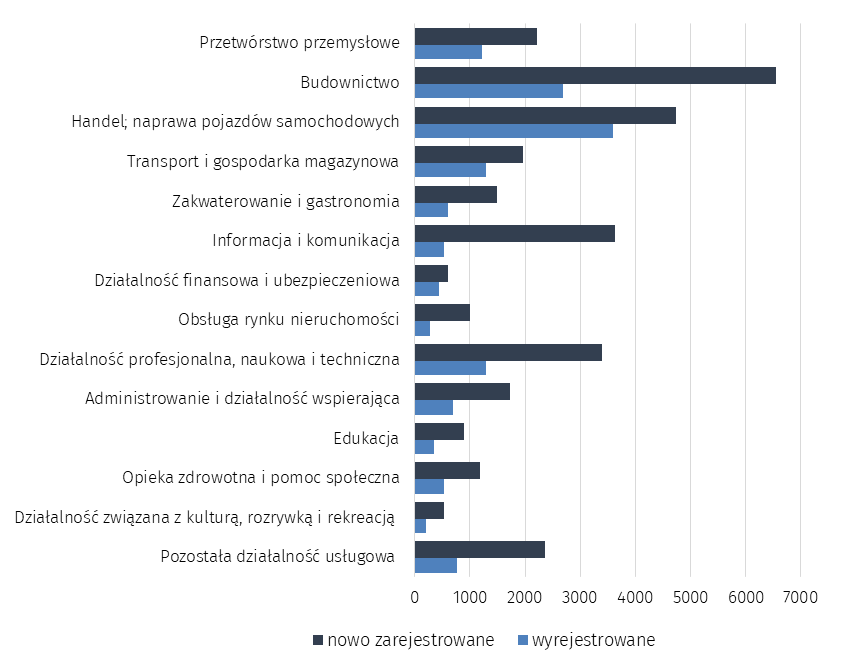 Przetwórstwo przemysłowe
Budownictwo
Handel; naprawa pojazdów samochodowych
Transport i gospodarka magazynowa
Zakwaterowanie i gastronomia
Informacja i komunikacja
Działalność finansowa i ubezpieczeniowa
Obsługa rynku nieruchomości
Działalność profesjonalna, naukowa i techniczna
Administrowanie i działalność wspierająca
Edukacja
Opieka zdrowotna i pomoc społeczna
Działalność związana z kulturą, rozrywką i rekreacją
Pozostała działalność usługowa
0 1000 2000 3000 4000 5000 6000 7000
nowo zarejestrowane wyrejestrowane